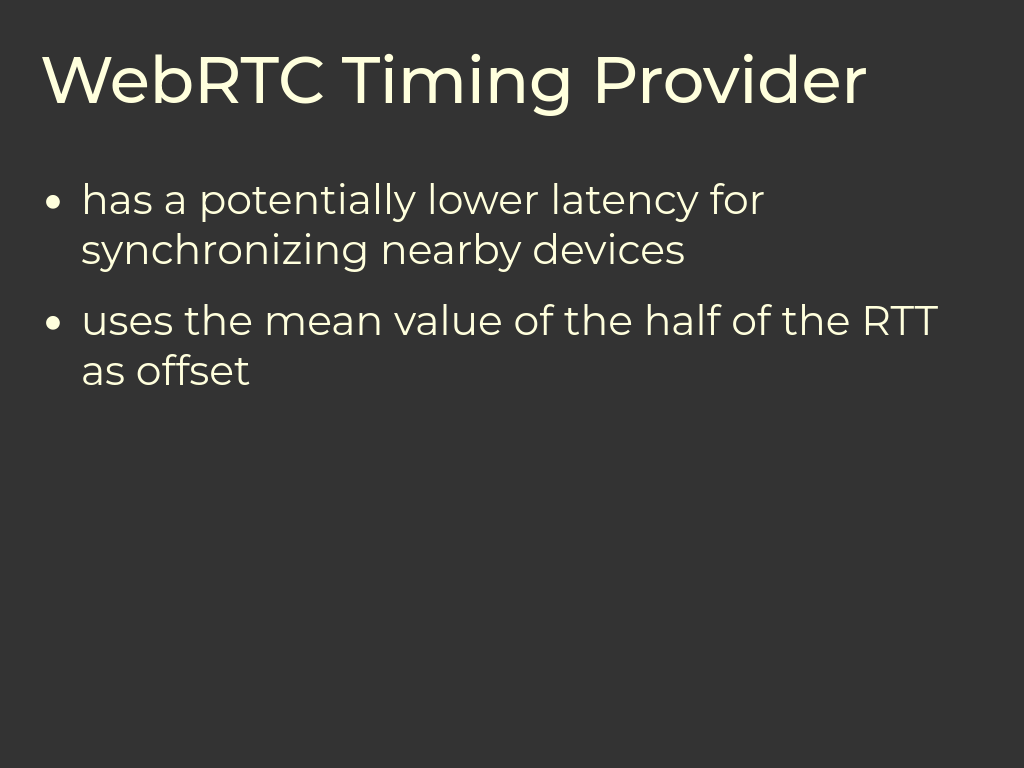 WebRTC Timing Provider
• has a potentially lower latency for
synchronizing nearby devices
• uses the mean value of the half of the RTT
as offset